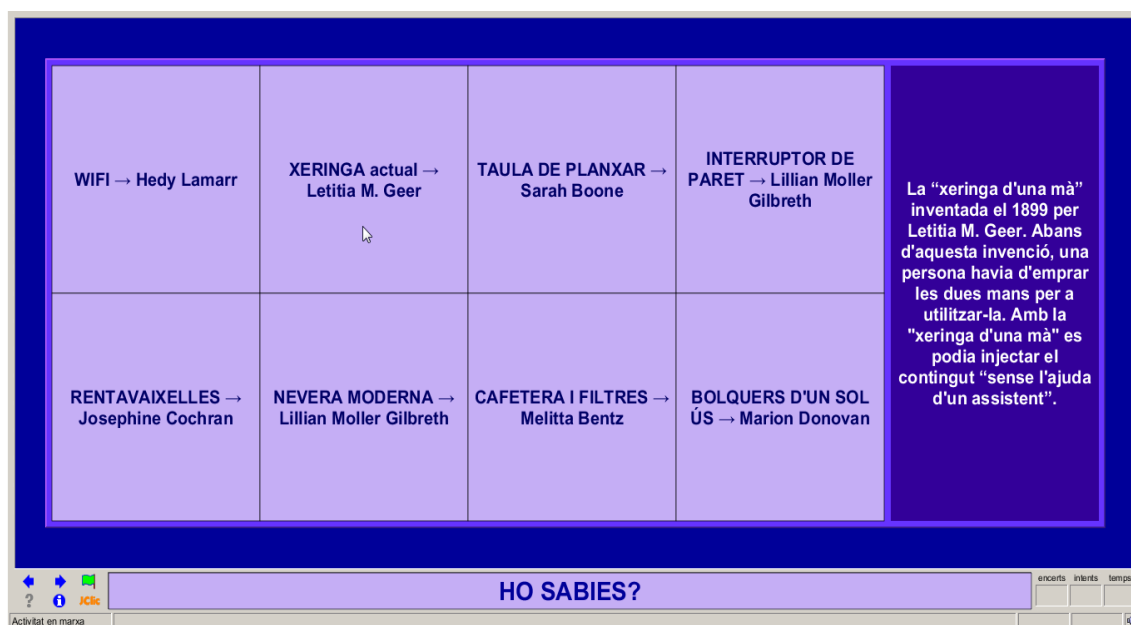 WIFI → Hedy Lamarr
XERINGA actual →
Letitia M. Geer
TAULA DE PLANXAR →
Sarah Boone
INTERRUPTOR DE
PARET → Lillian Moller
Gilbreth
RENTAVAIXELLES →
Josephine Cochran
NEVERA MODERNA →
Lillian Moller Gilbreth
CAFETERA I FILTRES →
Melitta Bentz
BOLQUERS D'UN SOL
ÚS → Marion Donovan
La “xeringa d'una mà”
inventada el 1899 per
Letitia M. Geer. Abans
d'aquesta invenció, una
persona havia d'emprar
les dues mans per a
utilitzar-la. Amb la
"xeringa d'una mà" es
podia injectar el
contingut “sense l'ajuda
d'un assistent”.
?
JClic
HO SABIES?
encerts intents temps
Activitat en marxa